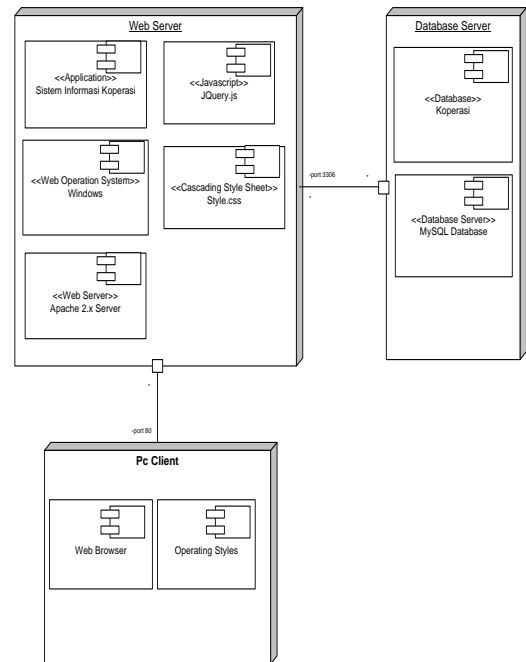 Web Server
<<Application>>
Sistem Informasi Koperasi
<<Javascript>>
JQuery.js
<<Web Operation System>>
Windows
<<Cascading Style Sheet>>
Style.css
<<Web Server>>
Apache 2.x Server
Database Server
<<Database>>
Koperasi
<<Database Server>>
MySQL Database
-port 3306
*
*
*
-port 80
Pc Client
Web Browser
Operating Styles